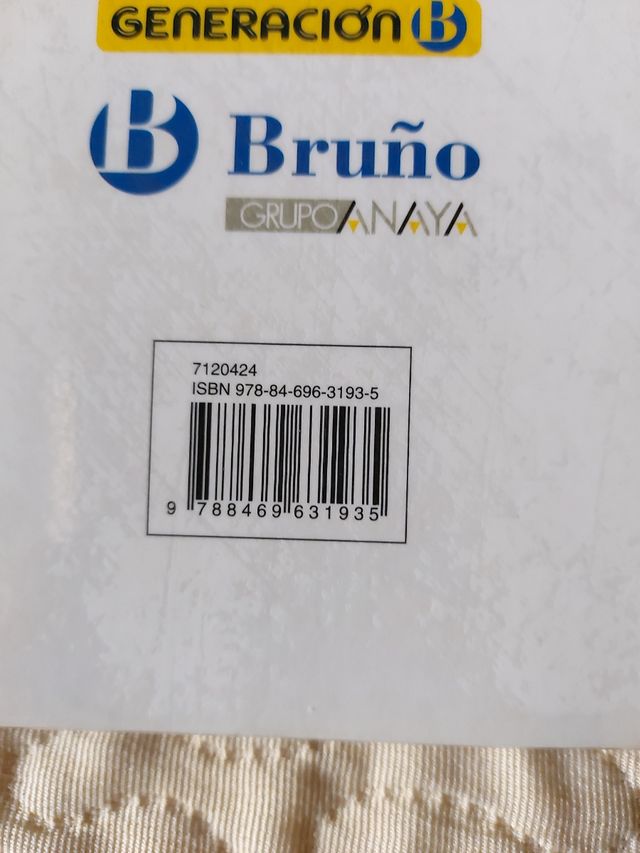 GENERACIÓN B
B Bruño
GRUPO ANAYA
7120424
ISBN 978-84-696-3193-5
9 788469 631935